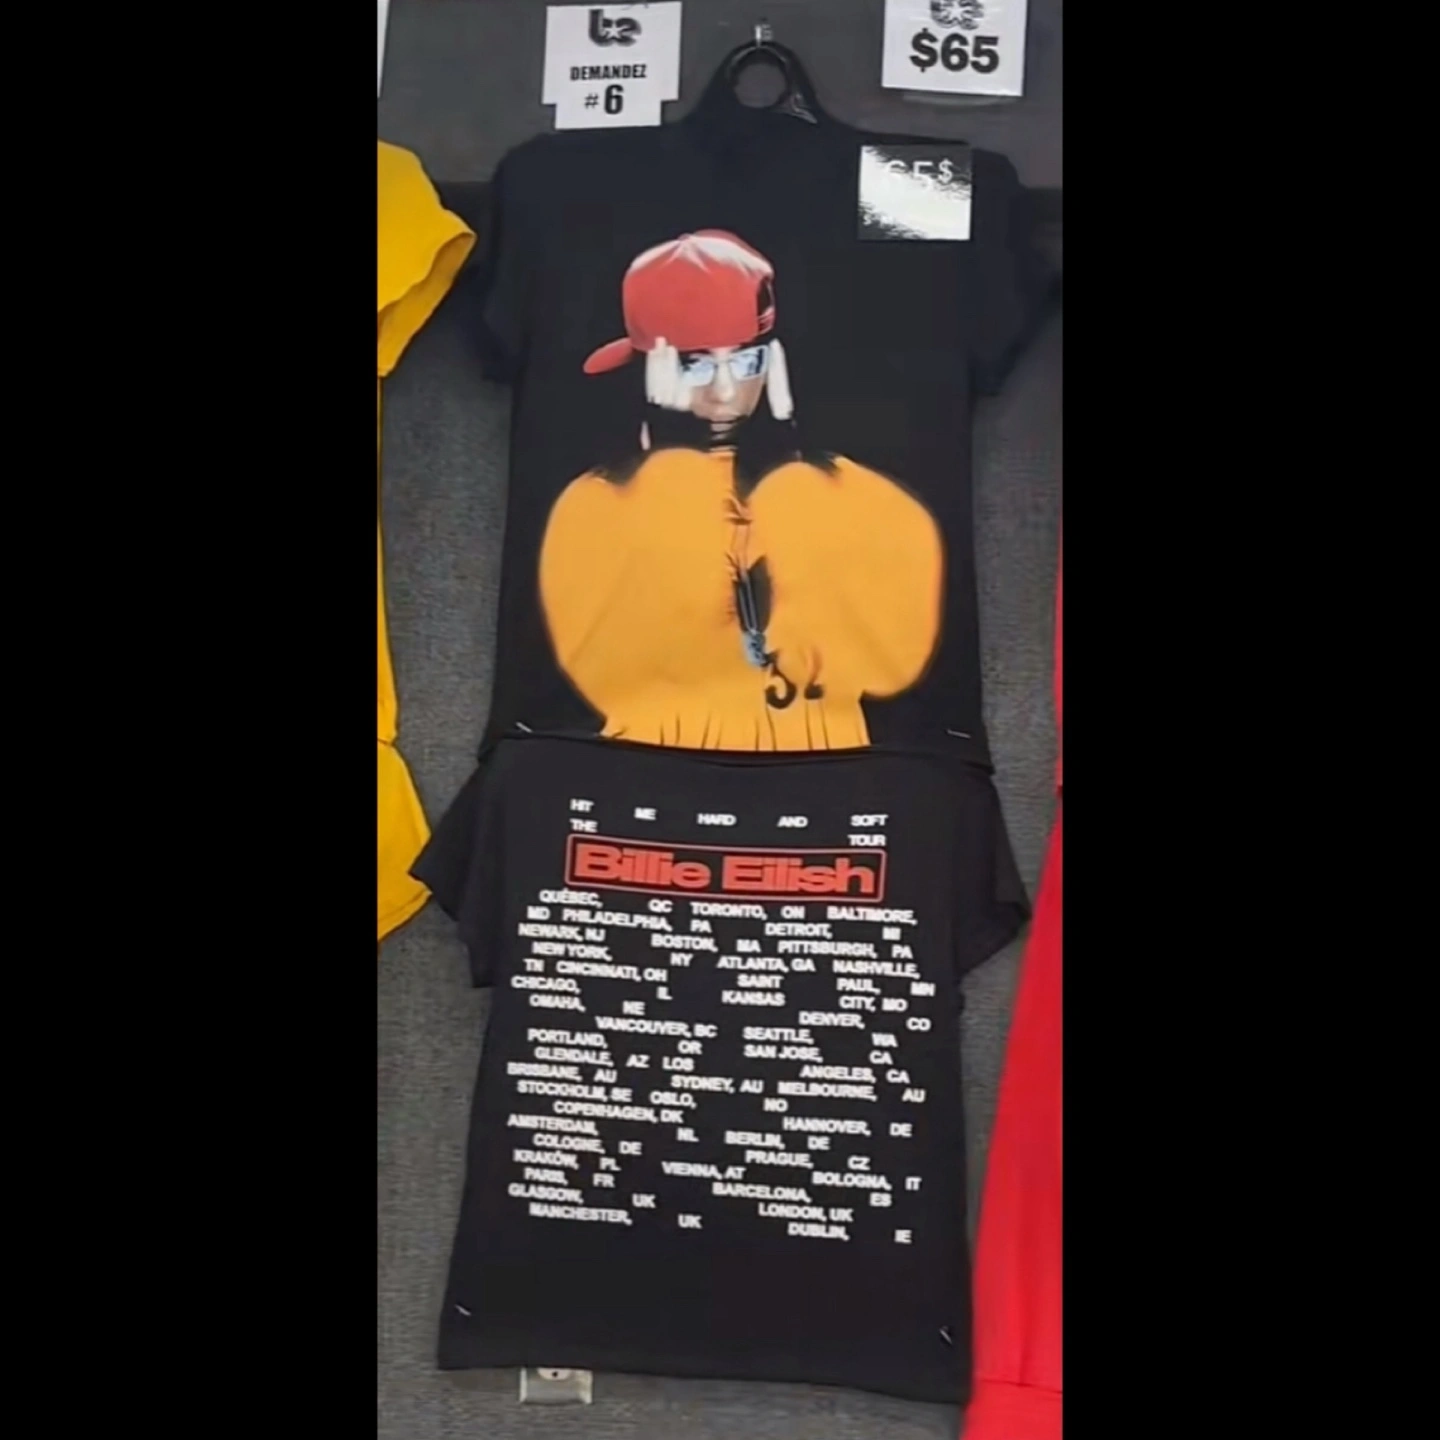 DEMANDEZ
#6
$65
65$
52
HIT ME HARD AND SOFT
THE TOUR
Billie Eilish
QUÉBEC, QC TORONTO, ON BALTIMORE,
MD PHILADELPHIA, PA DETROIT, MI
NEWARK, NJ BOSTON, MA PITTSBURGH, PA
NEW YORK, NY ATLANTA, GA NASHVILLE,
TN CINCINNATI, OH SAINT PAUL, MN
CHICAGO, IL KANSAS CITY, MO
OMAHA, NE DENVER, CO
VANCOUVER, BC SEATTLE, WA
PORTLAND, OR SAN JOSE, CA
GLENDALE, AZ LOS ANGELES, CA
BRISBANE, AU SYDNEY, AU MELBOURNE, AU
STOCKHOLM, SE OSLO, NO
COPENHAGEN, DK HANNOVER, DE
AMSTERDAM, NL BERLIN, DE
COLOGNE, DE PRAGUE, CZ
KRAKÓW, PL VIENNA, AT BOLOGNA, IT
PARIS, FR BARCELONA, ES
GLASGOW, UK LONDON, UK
MANCHESTER, UK DUBLIN, IE